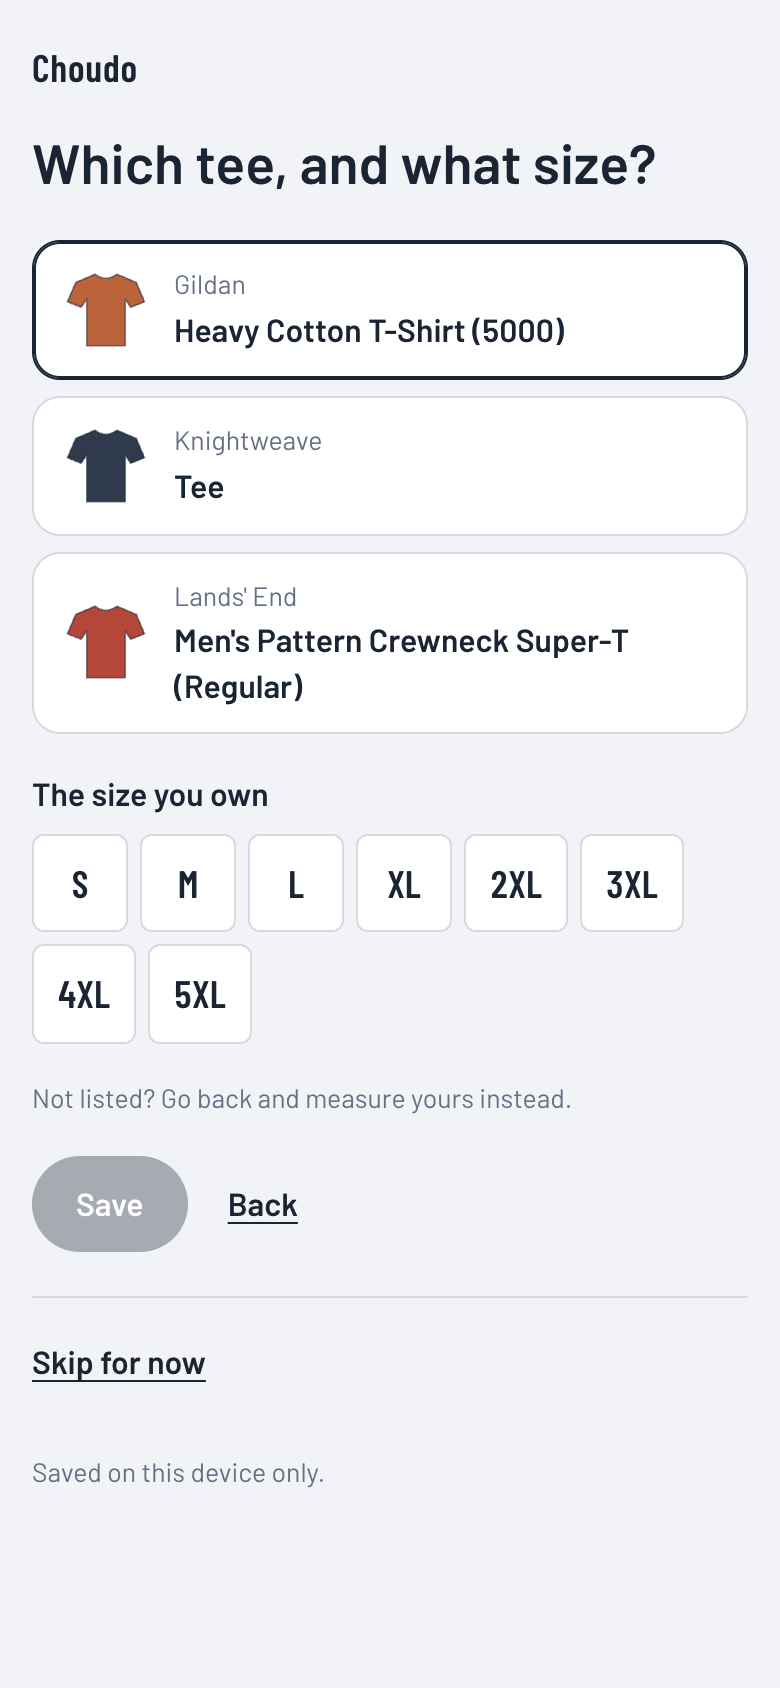 Choudo
Which tee, and what size?
Gildan
Heavy Cotton T-Shirt (5000)
Knightweave
Tee
Lands' End
Men's Pattern Crewneck Super-T
(Regular)
The size you own
S M L XL 2XL 3XL
4XL 5XL
Not listed? Go back and measure yours instead.
Save Back
Skip for now
Saved on this device only.